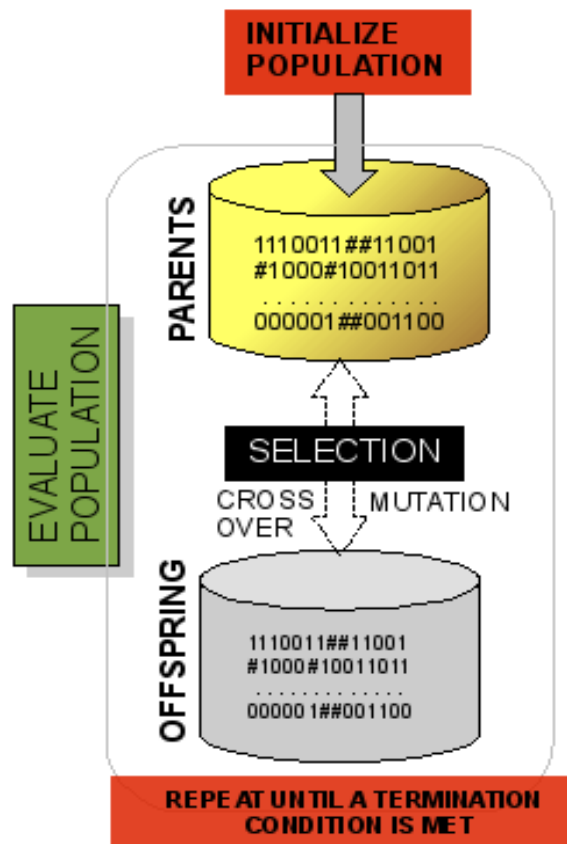 INITIALIZE
POPULATION
PARENTS
1110011##11001
#1000#10011011
. . . . . . . . . . . . .
000001##001100
EVALUATE
POPULATION
SELECTION
CROSS
OVER
MUTATION
OFFSPRING
1110011##11001
#1000#10011011
. . . . . . . . . . . . .
000001##001100
REPEAT UNTIL A TERMINATION
CONDITION IS MET